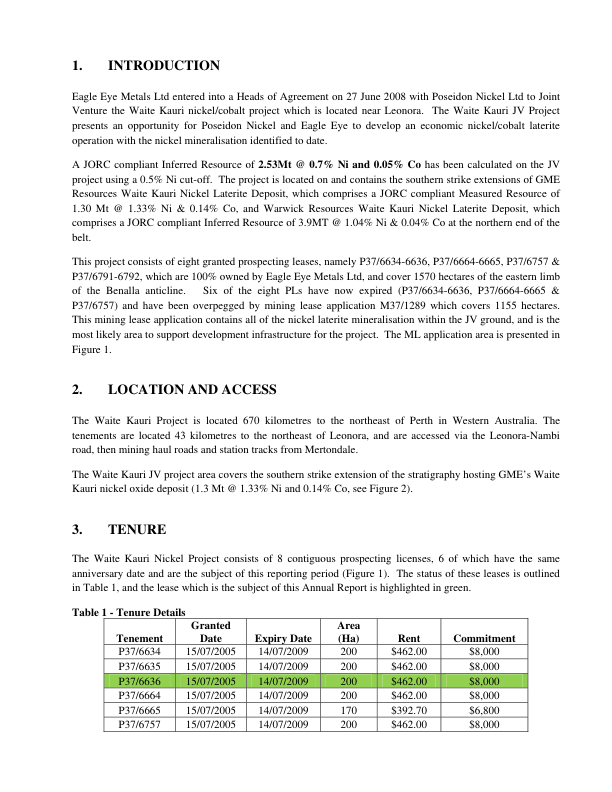 1. INTRODUCTION
Eagle Eye Metals Ltd entered into a Heads of Agreement on 27 June 2008 with Poseidon Nickel Ltd to Joint
Venture the Waite Kauri nickel/cobalt project which is located near Leonora. The Waite Kauri JV Project
presents an opportunity for Poseidon Nickel and Eagle Eye to develop an economic nickel/cobalt laterite
operation with the nickel mineralisation identified to date.
A JORC compliant Inferred Resource of 2.53Mt @ 0.7% Ni and 0.05% Co has been calculated on the JV
project using a 0.5% Ni cut-off. The project is located on and contains the southern strike extensions of GME
Resources Waite Kauri Nickel Laterite Deposit, which comprises a JORC compliant Measured Resource of
1.30 Mt @ 1.33% Ni & 0.14% Co, and Warwick Resources Waite Kauri Nickel Laterite Deposit, which
comprises a JORC compliant Inferred Resource of 3.9MT @ 1.04% Ni & 0.04% Co at the northern end of the
belt.
This project consists of eight granted prospecting leases, namely P37/6634-6636, P37/6664-6665, P37/6757 &
P37/6791-6792, which are 100% owned by Eagle Eye Metals Ltd, and cover 1570 hectares of the eastern limb
of the Benalla anticline. Six of the eight PLs have now expired (P37/6634-6636, P37/6664-6665 &
P37/6757) and have been overpegged by mining lease application M37/1289 which covers 1155 hectares.
This mining lease application contains all of the nickel laterite mineralisation within the JV ground, and is the
most likely area to support development infrastructure for the project. The ML application area is presented in
Figure 1.
2. LOCATION AND ACCESS
The Waite Kauri Project is located 670 kilometres to the northeast of Perth in Western Australia. The
tenements are located 43 kilometres to the northeast of Leonora, and are accessed via the Leonora-Nambi
road, then mining haul roads and station tracks from Mertondale.
The Waite Kauri JV project area covers the southern strike extension of the stratigraphy hosting GME's Waite
Kauri nickel oxide deposit (1.3 Mt @ 1.33% Ni and 0.14% Co, see Figure 2).
3. TENURE
The Waite Kauri Nickel Project consists of 8 contiguous prospecting licenses, 6 of which have the same
anniversary date and are the subject of this reporting period (Figure 1). The status of these leases is outlined
in Table 1, and the lease which is the subject of this Annual Report is highlighted in green.
Table 1 - Tenure Details
Tenement Granted Date Expiry Date Area (Ha) Rent Commitment
P37/6634 15/07/2005 14/07/2009 200 $462.00 $8,000
P37/6635 15/07/2005 14/07/2009 200 $462.00 $8,000
P37/6636 15/07/2005 14/07/2009 200 $462.00 $8,000
P37/6664 15/07/2005 14/07/2009 200 $462.00 $8,000
P37/6665 15/07/2005 14/07/2009 170 $392.70 $6,800
P37/6757 15/07/2005 14/07/2009 200 $462.00 $8,000